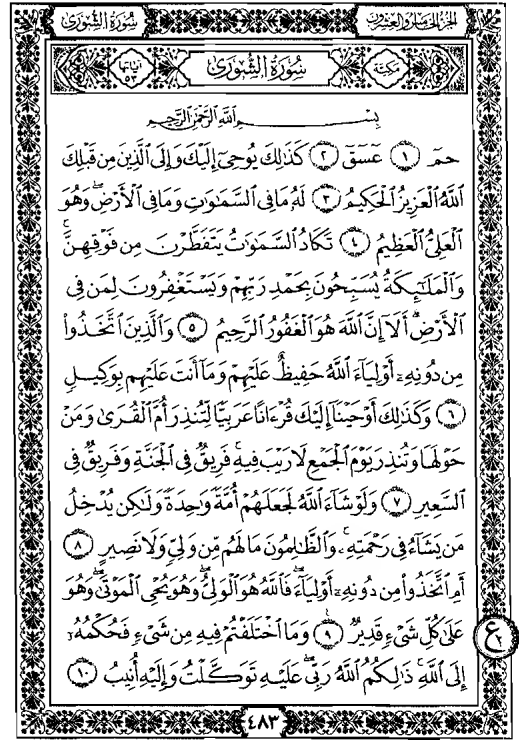 الجزء الخامس والعشرون
سورة الشورى
سُورَةُ الشُّورَىٰ
مكية
آياتها ٥٣
بِسْمِ ٱللَّهِ ٱلرَّحْمَٰنِ ٱلرَّحِيمِ
حمٓ ١ عٓسٓقٓ ٢ كَذَٰلِكَ يُوحِيٓ إِلَيْكَ وَإِلَى ٱلَّذِينَ مِن قَبْلِكَ
ٱللَّهُ ٱلْعَزِيزُ ٱلْحَكِيمُ ٣ لَهُۥ مَا فِي ٱلسَّمَٰوَٰتِ وَمَا فِي ٱلْأَرْضِۖ وَهُوَ
ٱلْعَلِيُّ ٱلْعَظِيمُ ٤ تَكَادُ ٱلسَّمَٰوَٰتُ يَتَفَطَّرْنَ مِن فَوْقِهِنَّۚ
وَٱلْمَلَٰٓئِكَةُ يُسَبِّحُونَ بِحَمْدِ رَبِّهِمْ وَيَسْتَغْفِرُونَ لِمَن فِي
ٱلْأَرْضِۗ أَلَآ إِنَّ ٱللَّهَ هُوَ ٱلْغَفُورُ ٱلرَّحِيمُ ٥ وَٱلَّذِينَ ٱتَّخَذُوا۟
مِن دُونِهِۦٓ أَوْلِيَآءَ ٱللَّهُ حَفِيظٌ عَلَيْهِمْ وَمَآ أَنتَ عَلَيْهِم بِوَكِيلٍ
٦ وَكَذَٰلِكَ أَوْحَيْنَآ إِلَيْكَ قُرْءَانًا عَرَبِيًّا لِّتُنذِرَ أُمَّ ٱلْقُرَىٰ وَمَنْ
حَوْلَهَا وَتُنذِرَ يَوْمَ ٱلْجَمْعِ لَا رَيْبَ فِيهِۚ فَرِيقٌ فِي ٱلْجَنَّةِ وَفَرِيقٌ فِي
ٱلسَّعِيرِ ٧ وَلَوْ شَآءَ ٱللَّهُ لَجَعَلَهُمْ أُمَّةً وَٰحِدَةً وَلَٰكِن يُدْخِلُ
مَن يَشَآءُ فِي رَحْمَتِهِۦۚ وَٱلظَّٰلِمُونَ مَا لَهُم مِّن وَلِيٍّ وَلَا نَصِيرٍ ٨
أَمِ ٱتَّخَذُوا۟ مِن دُونِهِۦٓ أَوْلِيَآءَۖ فَٱللَّهُ هُوَ ٱلْوَلِيُّ وَهُوَ يُحْيِ ٱلْمَوْتَىٰ وَهُوَ
عَلَىٰ كُلِّ شَيْءٍ قَدِيرٌ ٩ وَمَا ٱخْتَلَفْتُمْ فِيهِ مِن شَيْءٍ فَحُكْمُهُۥٓ
إِلَى ٱللَّهِۚ ذَٰلِكُمُ ٱللَّهُ رَبِّي عَلَيْهِ تَوَكَّلْتُ وَإِلَيْهِ أُنِيبُ ١٠
ع
٢
٤٨٣